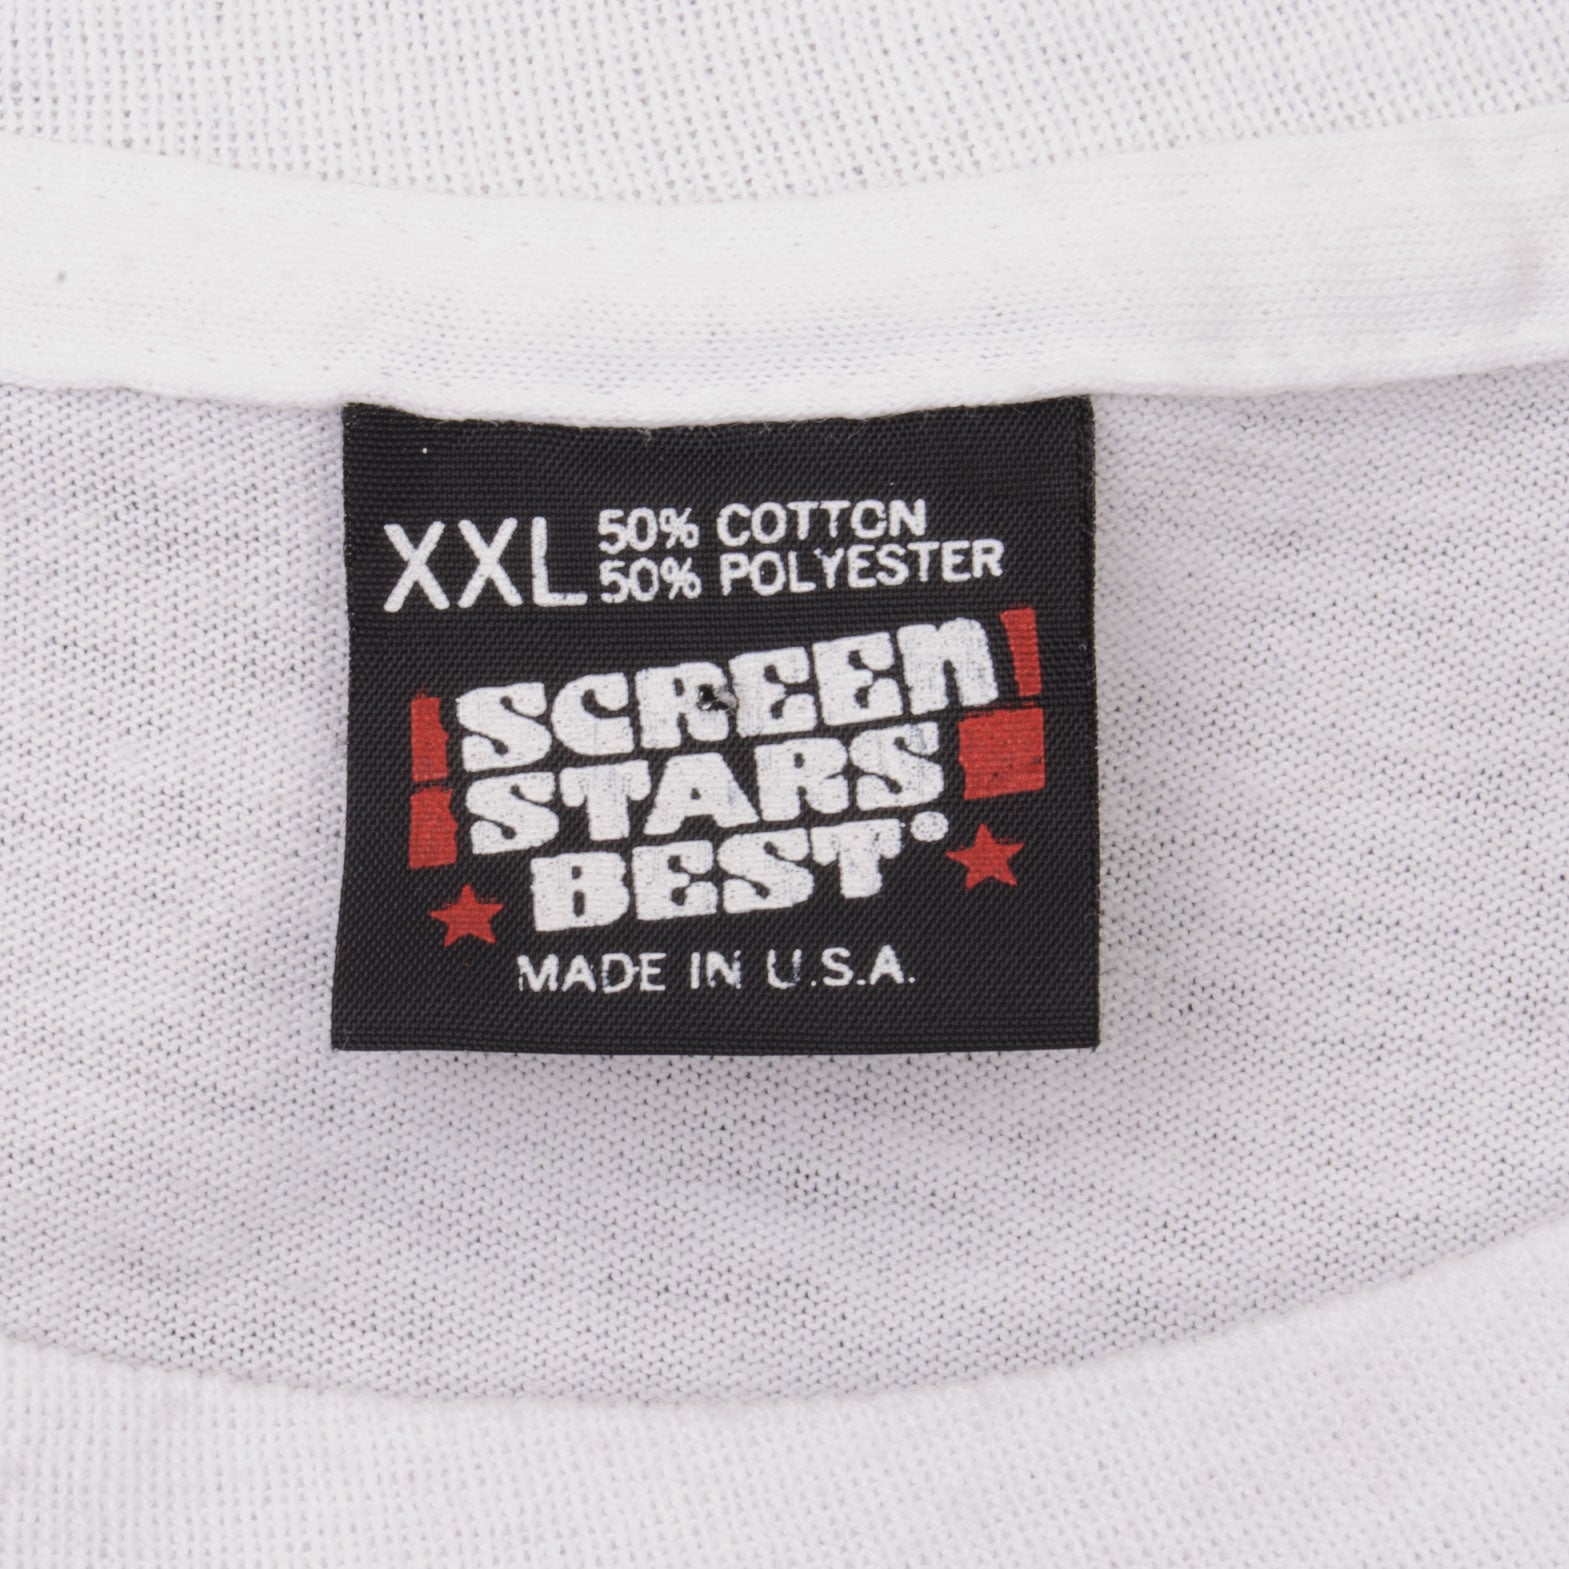 XXL 50% COTTON
50% POLYESTER
SCREEN
STARS
BEST
MADE IN U.S.A.